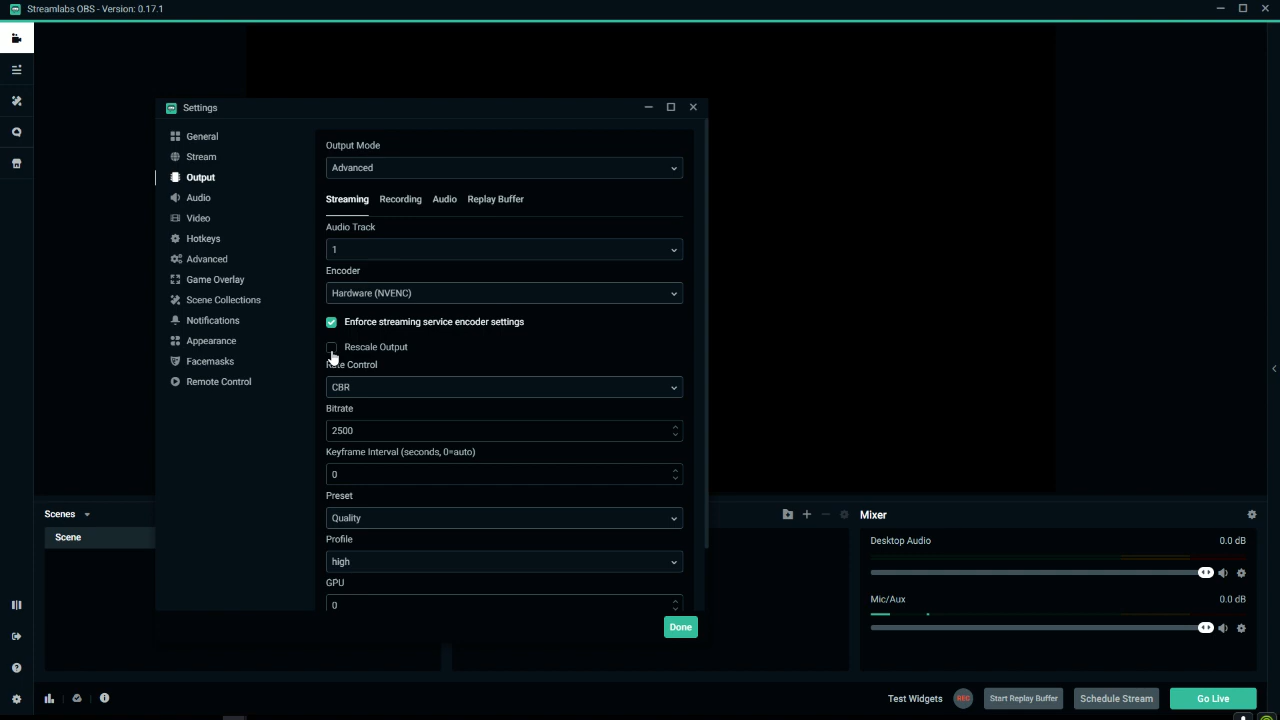 Streamlabs OBS - Version: 0.17.1
Settings
General
Stream
Output
Audio
Video
Hotkeys
Advanced
Game Overlay
Scene Collections
Notifications
Appearance
Facemasks
Remote Control
Output Mode
Advanced
Streaming Recording Audio Replay Buffer
Audio Track
1
Encoder
Hardware (NVENC)
Enforce streaming service encoder settings
Rescale Output
Rate Control
CBR
Bitrate
2500
Keyframe Interval (seconds, 0=auto)
0
Preset
Quality
Profile
high
GPU
0
Done
Scenes
Scene
Mixer
Desktop Audio 0.0 dB
Mic/Aux 0.0 dB
Test Widgets REC Start Replay Buffer Schedule Stream Go Live